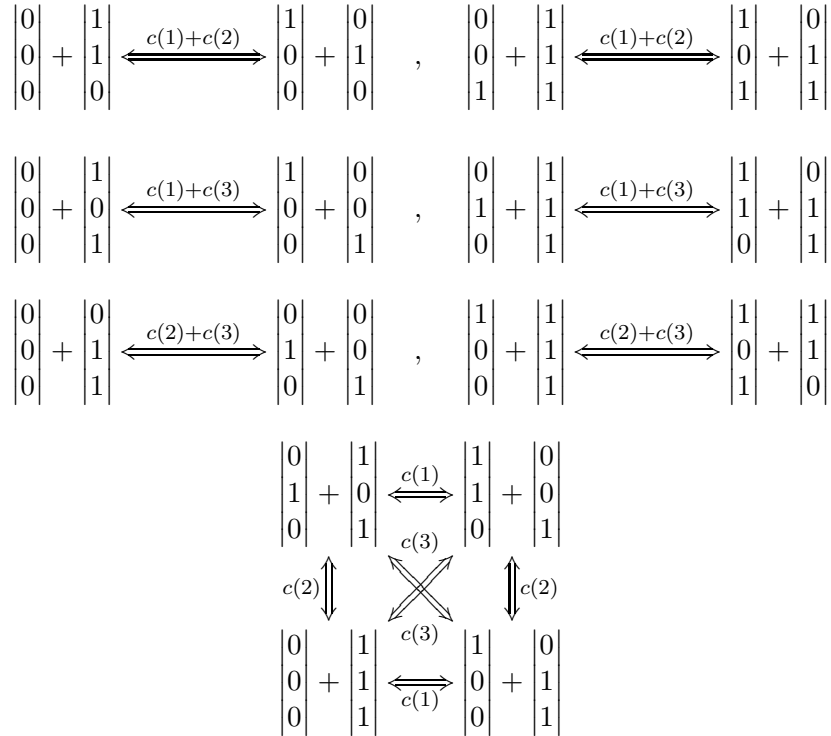 |0| |1| c(1)+c(2) |1| |0| |0| |1| c(1)+c(2) |1| |0|
|0| + |1| ⟺ |0| + |1| , |0| + |1| ⟺ |0| + |1|
|0| |0| |0| |0| |1| |1| |1| |1|
|0| |1| c(1)+c(3) |1| |0| |0| |1| c(1)+c(3) |1| |0|
|0| + |0| ⟺ |0| + |0| , |1| + |1| ⟺ |1| + |1|
|0| |1| |0| |1| |0| |1| |0| |1|
|0| |0| c(2)+c(3) |0| |0| |1| |1| c(2)+c(3) |1| |1|
|0| + |1| ⟺ |1| + |0| , |0| + |1| ⟺ |0| + |1|
|0| |1| |0| |1| |0| |1| |1| |0|
|0| |1| c(1) |1| |0|
|1| + |0| ⟺ |1| + |0|
|0| |1| |0| |1|
c(3)
c(2) c(2)
c(3)
|0| |1| |1| |0|
|0| + |1| ⟺ |0| + |1|
|0| |1| c(1) |0| |1|